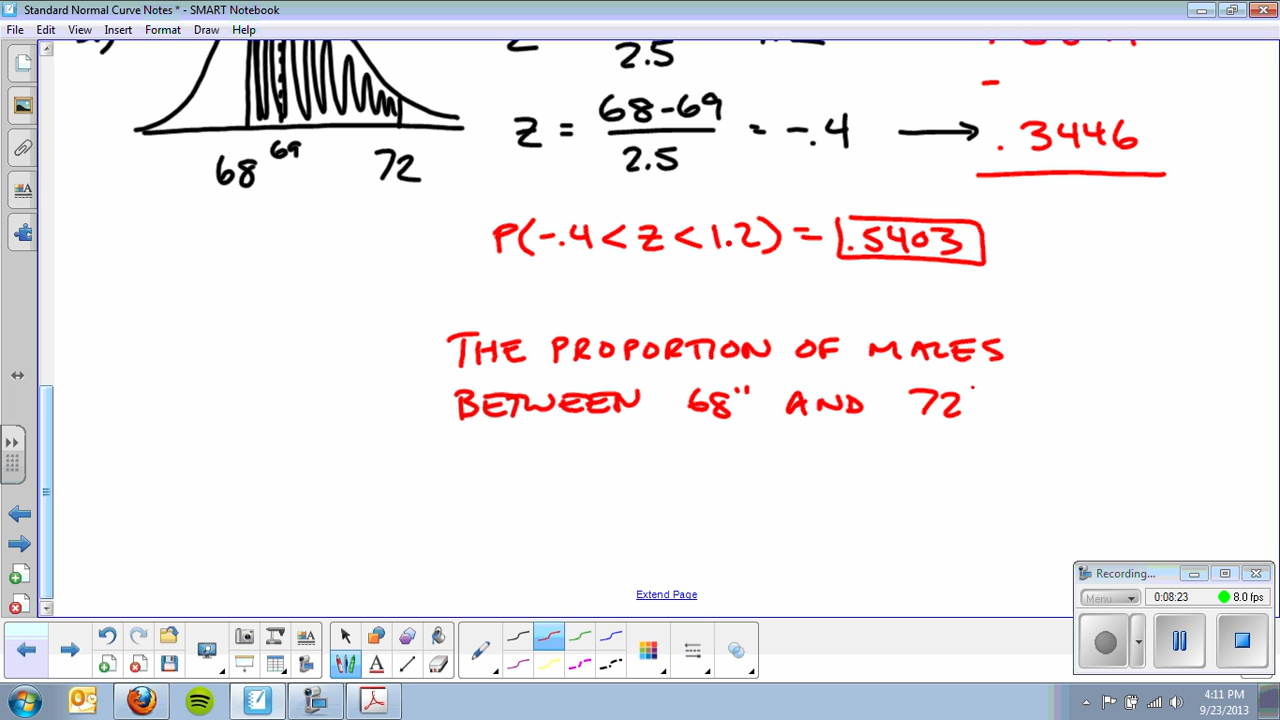 Standard Normal Curve Notes * - SMART Notebook
File Edit View Insert Format Draw Help
2.5
z = 68-69 / 2.5 = -.4 → .3446
68 69 72
P(-.4 < z < 1.2) = .5403
THE PROPORTION OF MALES
BETWEEN 68" AND 72'
Extend Page
Recording...
Menu 0:08:23 8.0 fps
4:11 PM
9/23/2013